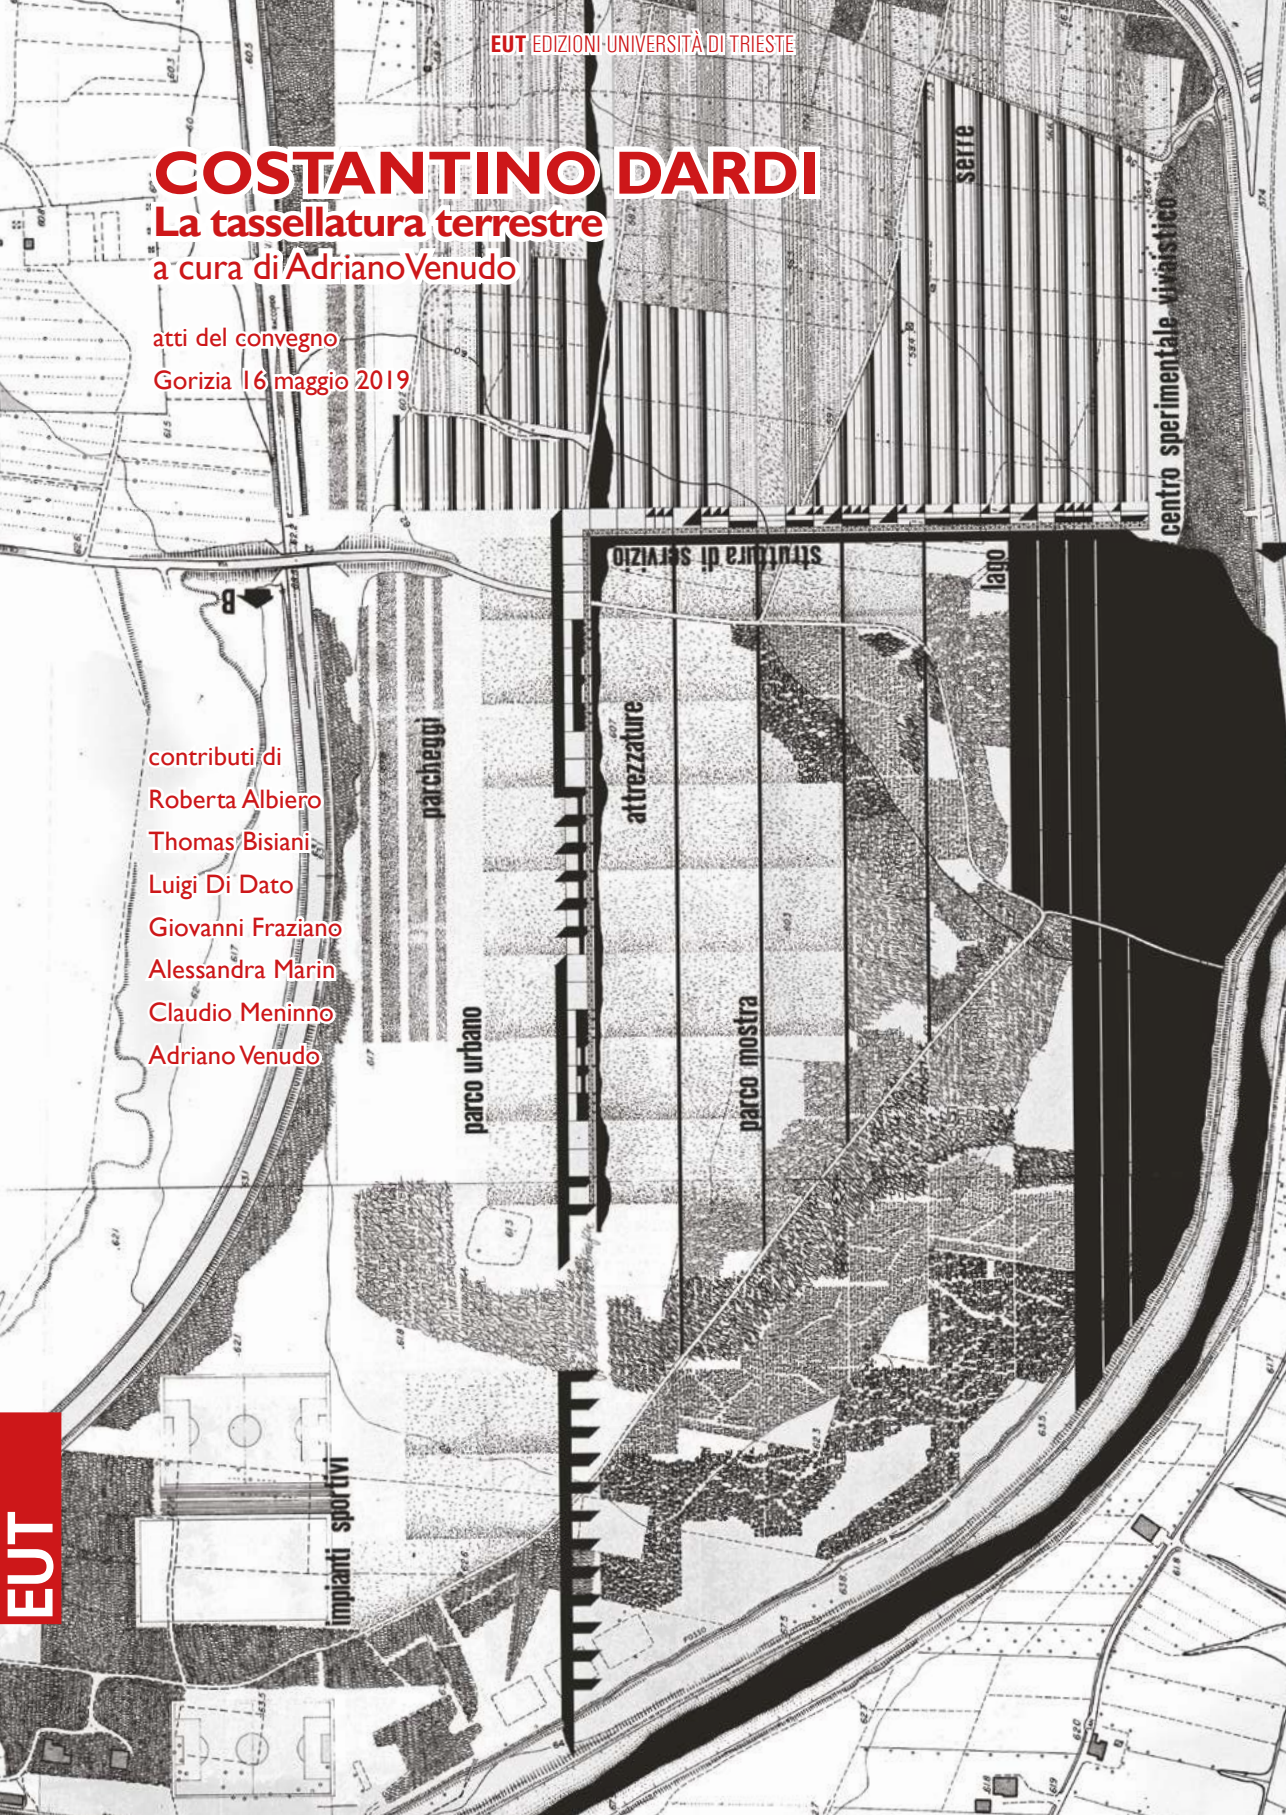 EUT EDIZIONI UNIVERSITÀ DI TRIESTE
COSTANTINO DARDI
La tassellatura terrestre
a cura di Adriano Venudo
atti del convegno
Gorizia 16 maggio 2019
serre
centro sperimentale vivaistico
struttura di servizio
lago
B
parcheggi
attrezzature
contributi di
Roberta Albiero
Thomas Bisiani
Luigi Di Dato
Giovanni Fraziano
Alessandra Marin
Claudio Meninno
Adriano Venudo
parco urbano
parco mostra
impianti sportivi
EUT